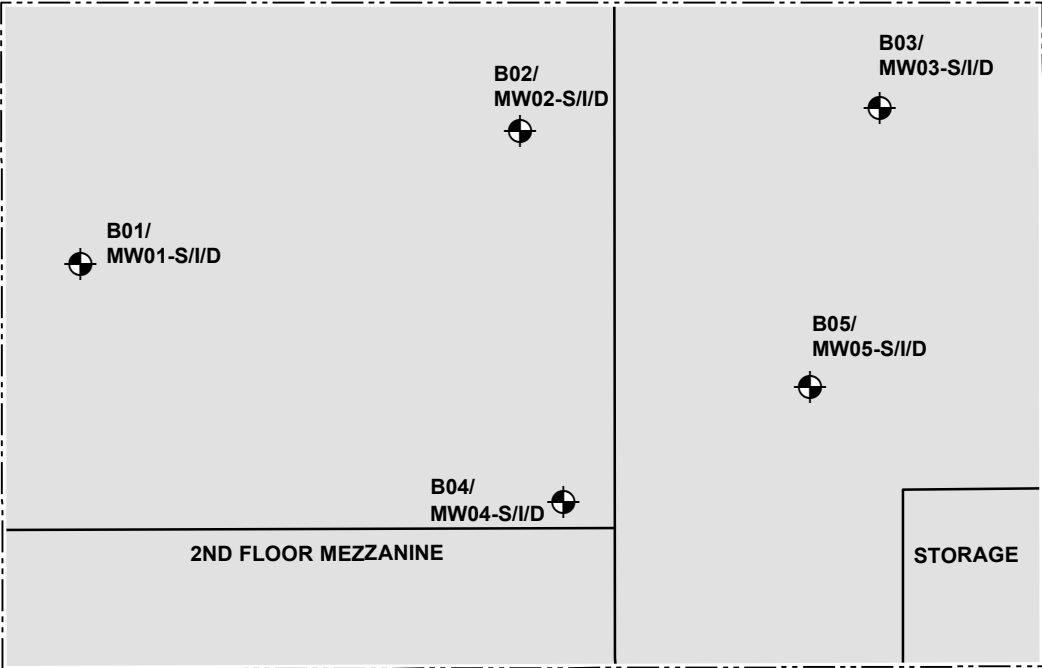 B03/
MW03-S/I/D
B02/
MW02-S/I/D
B01/
MW01-S/I/D
B05/
MW05-S/I/D
B04/
MW04-S/I/D
2ND FLOOR MEZZANINE
STORAGE